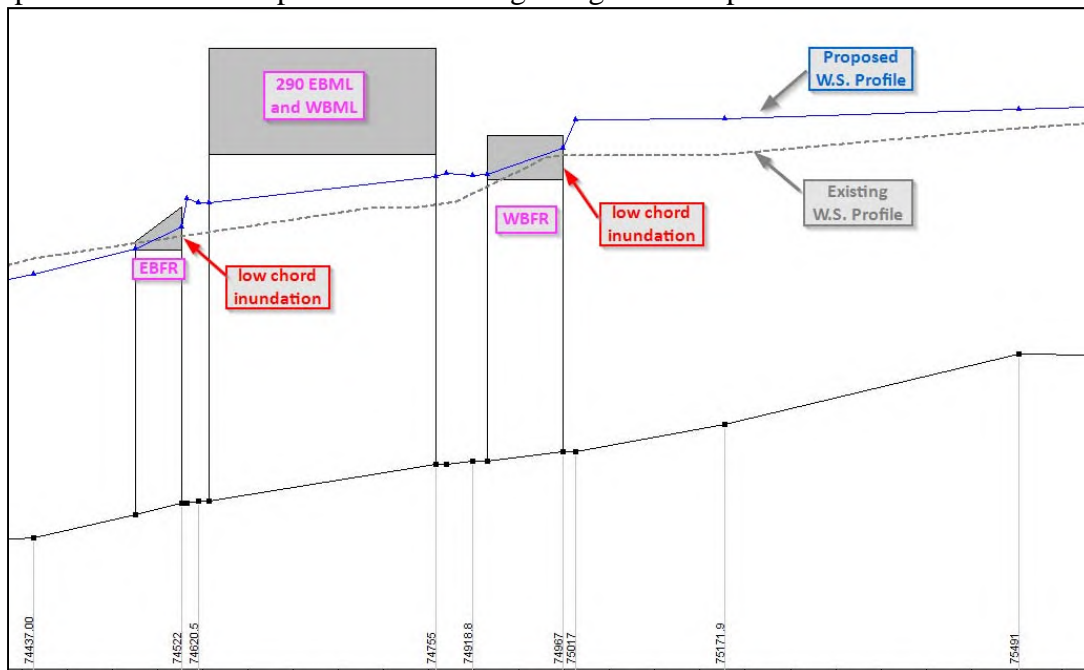 290 EBML
and WBML
Proposed
W.S. Profile
Existing
W.S. Profile
WBFR
low chord
inundation
EBFR
low chord
inundation
74437.00
74522
74620.5
74755
74918.8
74967
75017
75171.9
75491